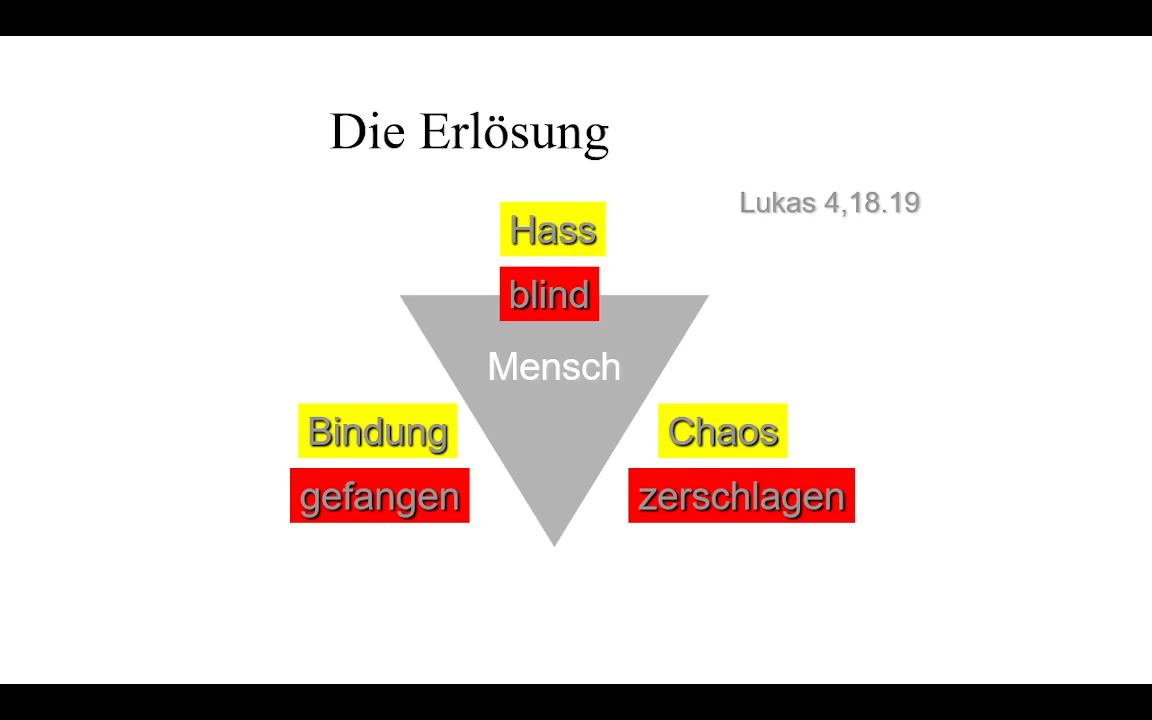 Die Erlösung
Lukas 4,18.19
Hass
blind
Mensch
Bindung
Chaos
gefangen
zerschlagen